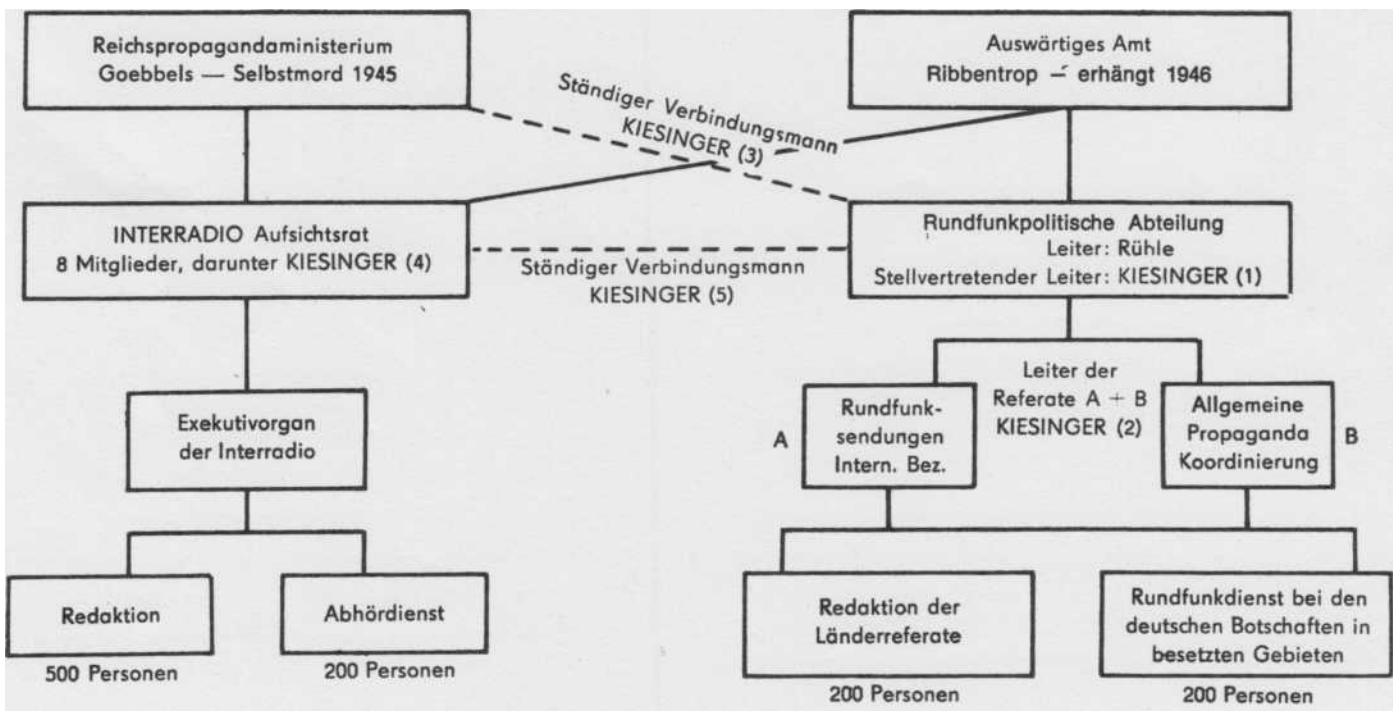 Reichspropagandaministerium
Goebbels — Selbstmord 1945
Auswärtiges Amt
Ribbentrop — erhängt 1946
Ständiger Verbindungsmann
KIESINGER (3)
INTERRADIO Aufsichtsrat
8 Mitglieder, darunter KIESINGER (4)
Ständiger Verbindungsmann
KIESINGER (5)
Rundfunkpolitische Abteilung
Leiter: Rühle
Stellvertretender Leiter: KIESINGER (1)
Exekutivorgan
der Interradio
A
Rundfunk-
sendungen
Intern. Bez.
Leiter der
Referate A + B
KIESINGER (2)
Allgemeine
Propaganda
Koordinierung
B
Redaktion
500 Personen
Abhördienst
200 Personen
Redaktion der
Länderreferate
200 Personen
Rundfunkdienst bei den
deutschen Botschaften in
besetzten Gebieten
200 Personen